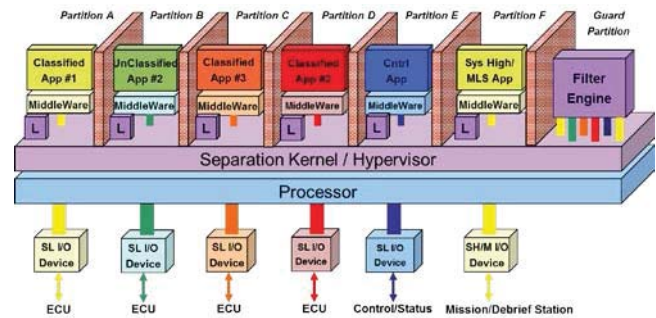 Partition A Partition B Partition C Partition D Partition E Partition F Guard
Partition
Classified
App #1
UnClassified
App #2
Classified
App #3
Classified
App #2
Cntrl
App
Sys High/
MLS App
Filter
Engine
MiddleWare MiddleWare MiddleWare MiddleWare MiddleWare MiddleWare
L L L L L
Separation Kernel / Hypervisor
Processor
SL I/O
Device
SL I/O
Device
SL I/O
Device
SL I/O
Device
SL I/O
Device
SH/M I/O
Device
ECU ECU ECU ECU Control/Status Mission/Debrief Station